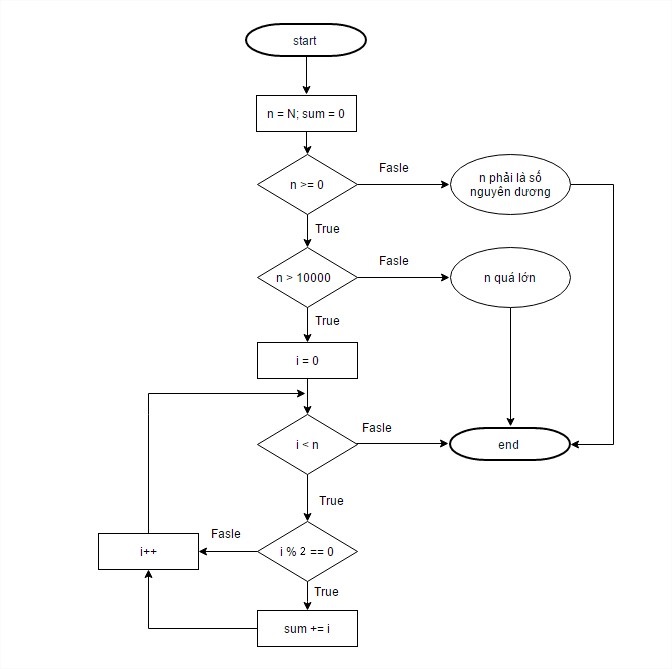 start
n = N; sum = 0
n >= 0
Fasle
n phải là số
nguyên dương
True
n > 10000
Fasle
n quá lớn
True
i = 0
i < n
Fasle
end
True
i % 2 == 0
Fasle
i++
True
sum += i